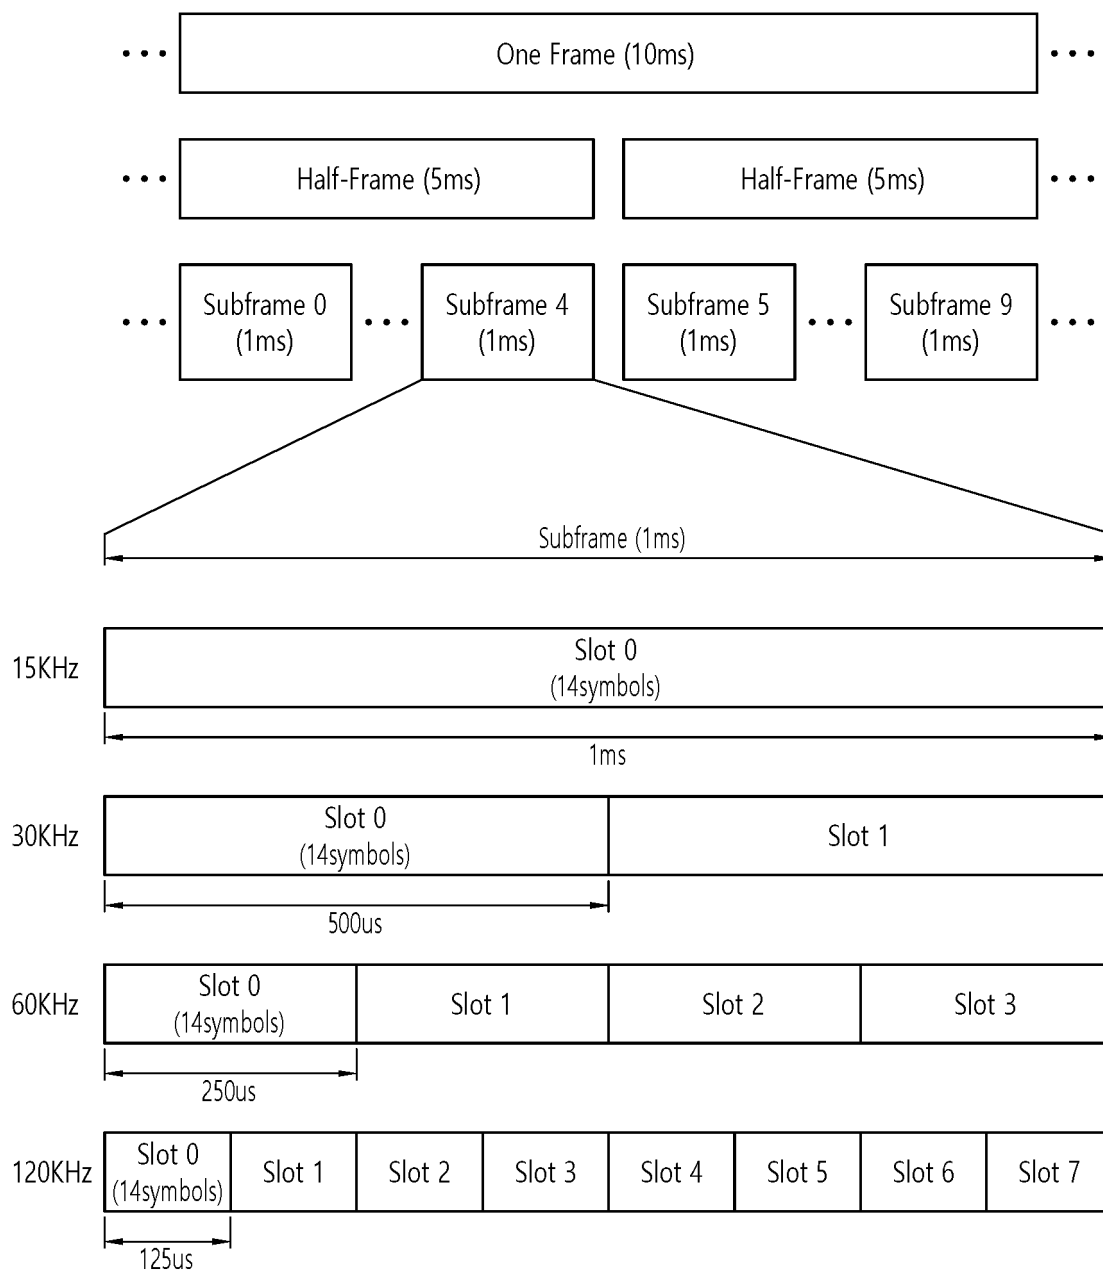 ··· One Frame (10ms) ···
··· Half-Frame (5ms) Half-Frame (5ms) ···
··· Subframe 0 ··· Subframe 4 Subframe 5 ··· Subframe 9 ···
(1ms) (1ms) (1ms) (1ms)
Subframe (1ms)
15KHz Slot 0
(14symbols)
1ms
30KHz Slot 0 Slot 1
(14symbols)
500us
60KHz Slot 0 Slot 1 Slot 2 Slot 3
(14symbols)
250us
120KHz Slot 0 Slot 1 Slot 2 Slot 3 Slot 4 Slot 5 Slot 6 Slot 7
(14symbols)
125us